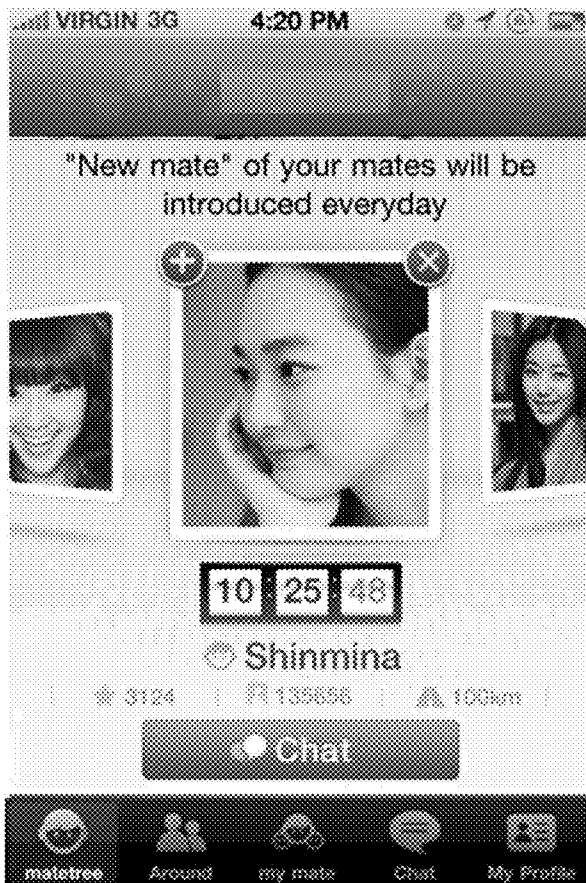 VIRGIN 3G 4:20 PM
"New mate" of your mates will be
introduced everyday
10 25 48
Shinmina
3124 135656 100km
Chat
matetree Around my mate Chat My Profile